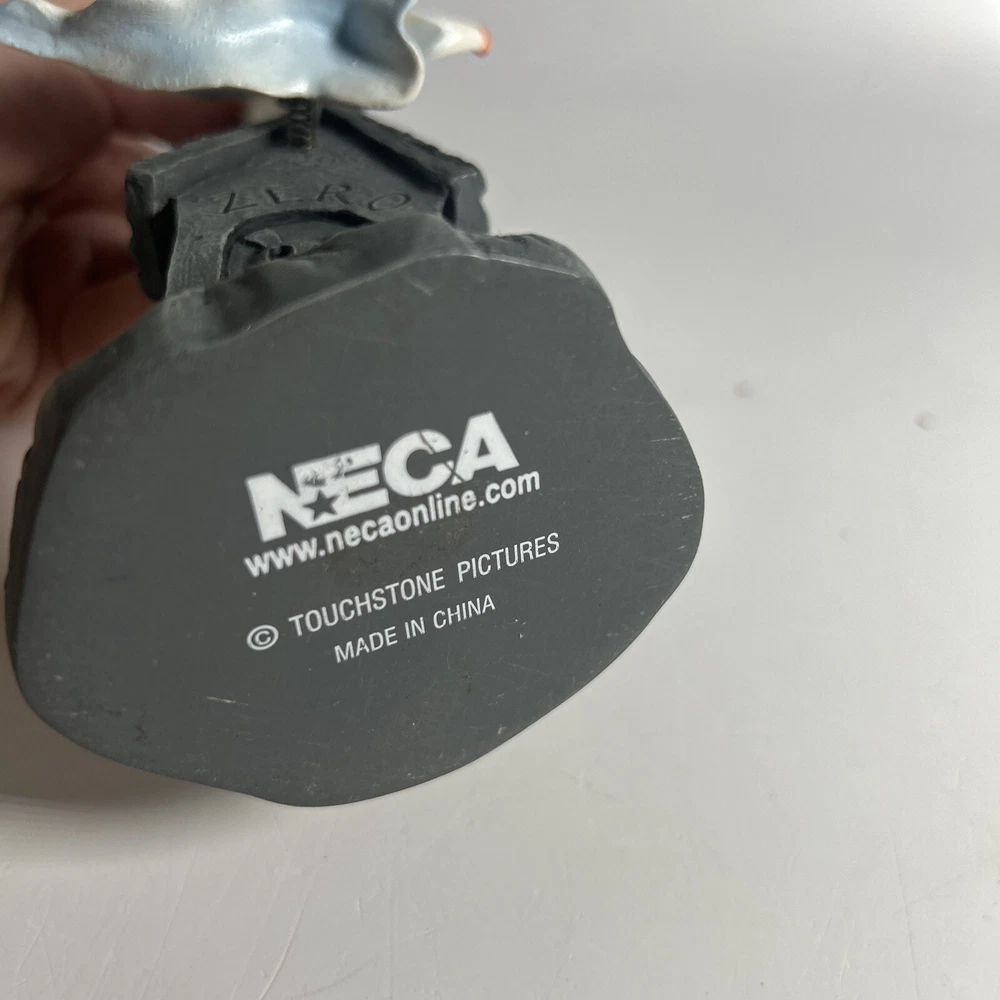 ZERO
NECA
www.necaonline.com
© TOUCHSTONE PICTURES
MADE IN CHINA